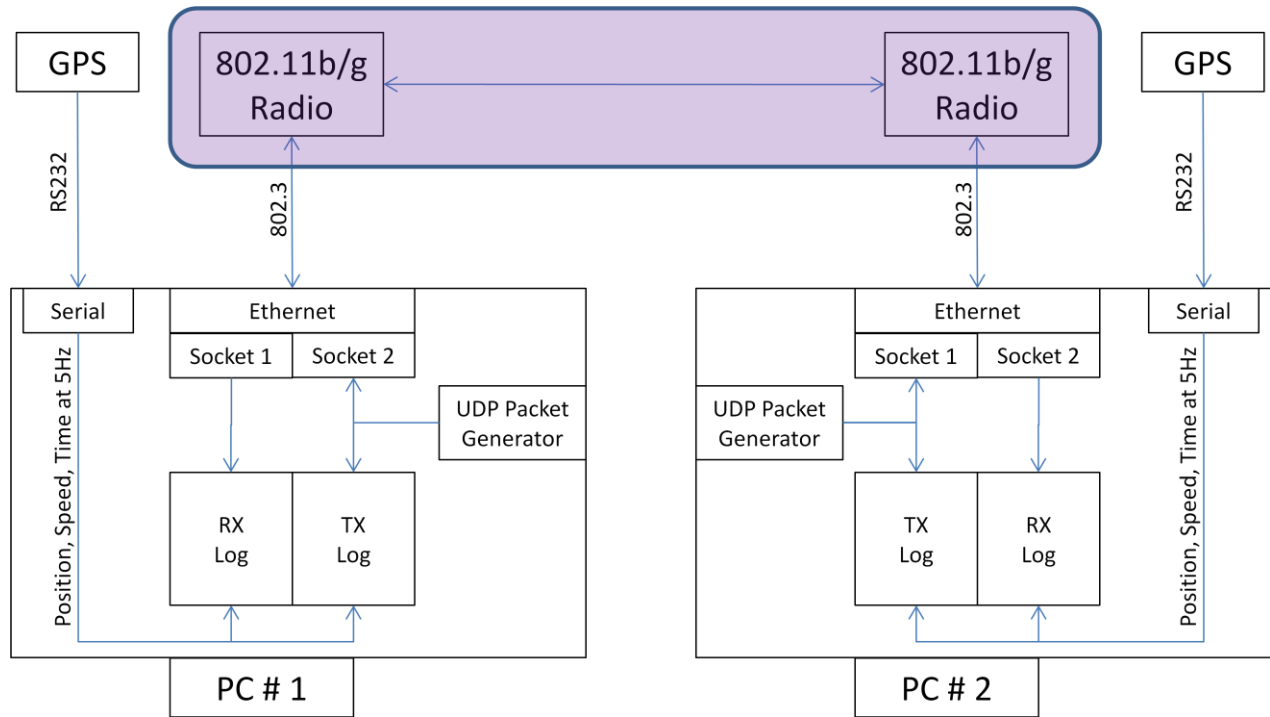 GPS
802.11b/g
Radio
802.11b/g
Radio
GPS
RS232
802.3
802.3
RS232
Serial
Ethernet
Socket 1
Socket 2
UDP Packet
Generator
Position, Speed, Time at 5Hz
RX
Log
TX
Log
PC # 1
Ethernet
Serial
Socket 1
Socket 2
UDP Packet
Generator
Position, Speed, Time at 5Hz
TX
Log
RX
Log
PC # 2